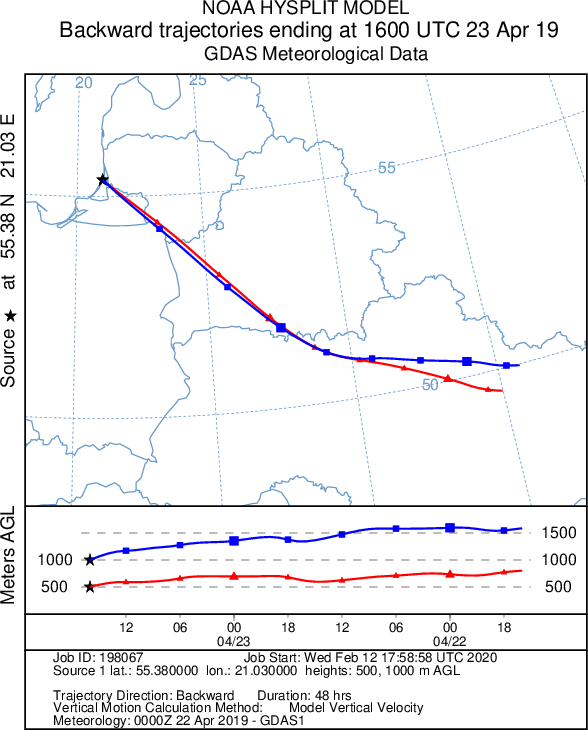 NOAA HYSPLIT MODEL
Backward trajectories ending at 1600 UTC 23 Apr 19
GDAS Meteorological Data
Source ★ at 55.38 N 21.03 E
20
25
55
50
Meters AGL
1500
1000
1000
500
500
12 06 00 18 12 06 00 18
04/23 04/22
Job ID: 198067 Job Start: Wed Feb 12 17:58:58 UTC 2020
Source 1 lat.: 55.380000 lon.: 21.030000 heights: 500, 1000 m AGL
Trajectory Direction: Backward Duration: 48 hrs
Vertical Motion Calculation Method: Model Vertical Velocity
Meteorology: 0000Z 22 Apr 2019 - GDAS1